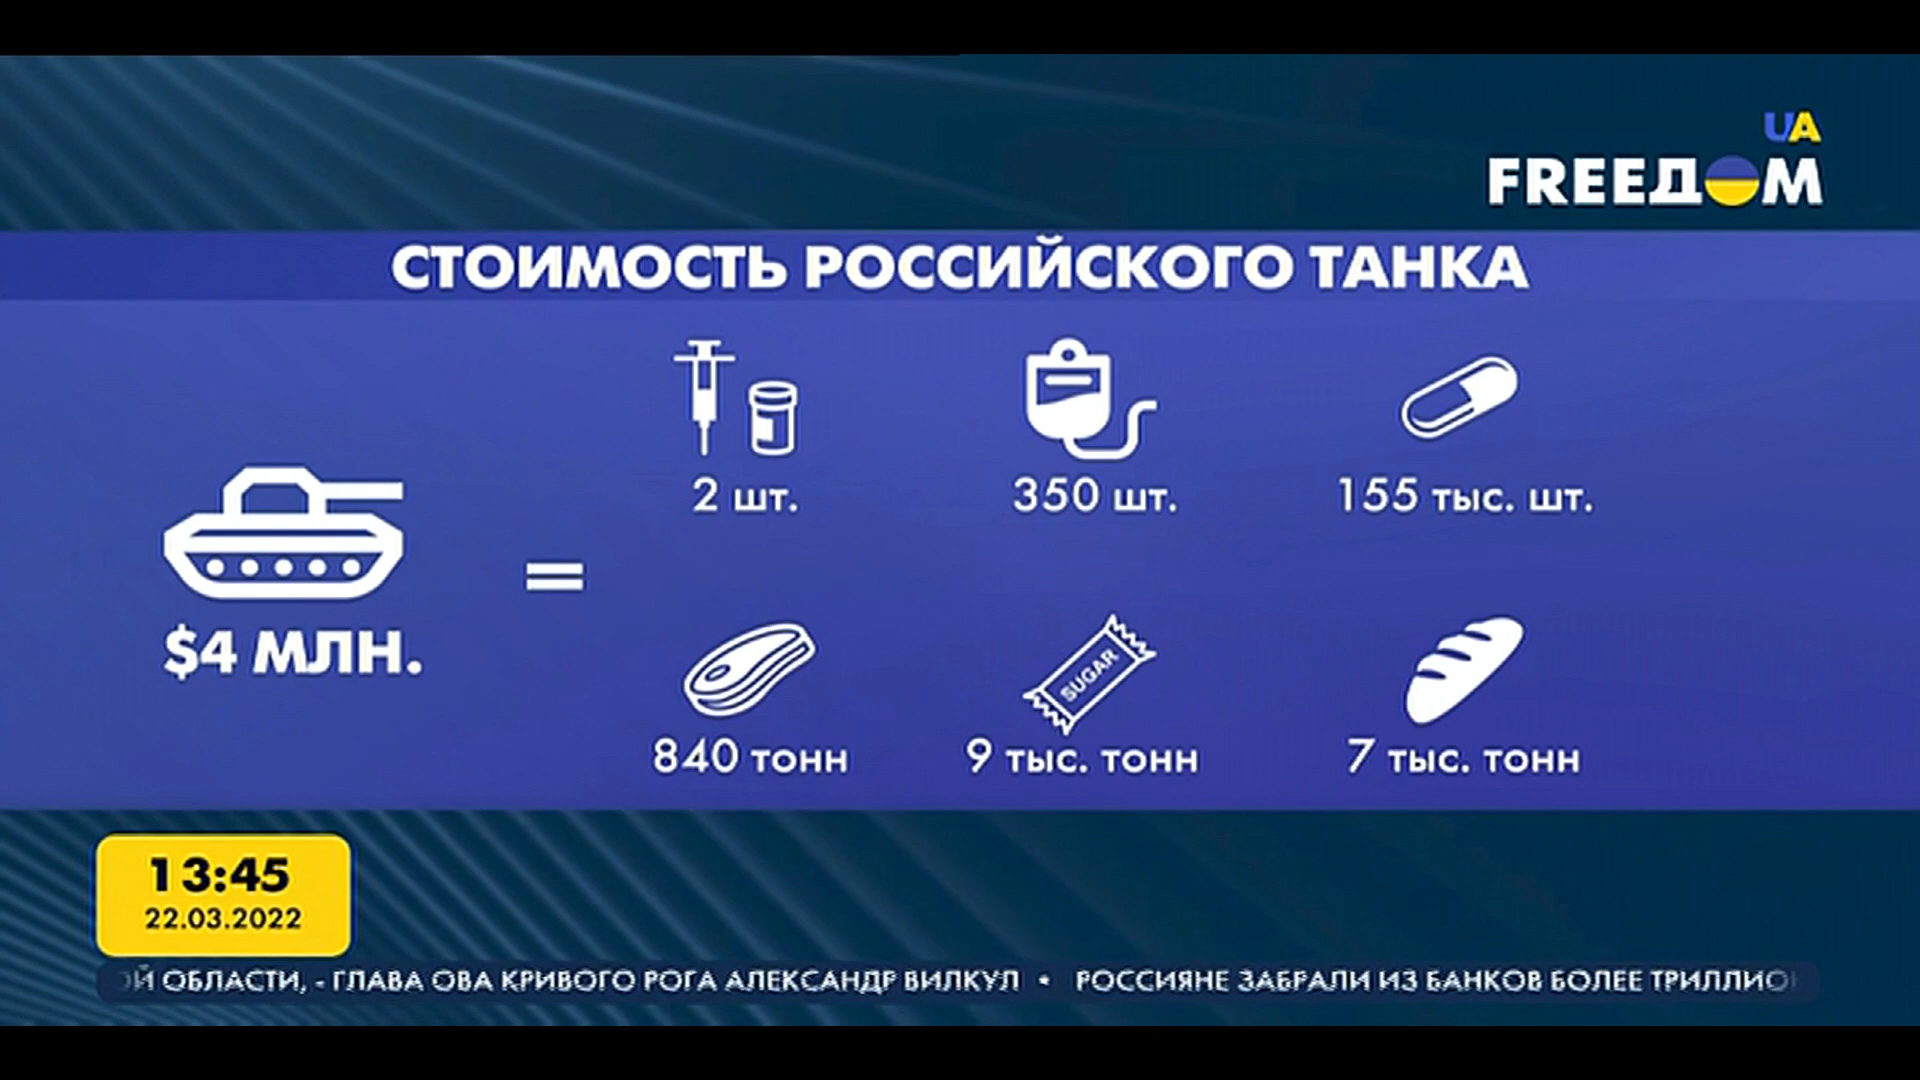 UA
FREEДOM
СТОИМОСТЬ РОССИЙСКОГО ТАНКА
2 шт.
350 шт.
155 тыс. шт.
=
$4 МЛН.
SUGAR
840 тонн
9 тыс. тонн
7 тыс. тонн
13:45
22.03.2022
ОЙ ОБЛАСТИ, - ГЛАВА ОВА КРИВОГО РОГА АЛЕКСАНДР ВИЛКУЛ • РОССИЯНЕ ЗАБРАЛИ ИЗ БАНКОВ БОЛЕЕ ТРИЛЛИО